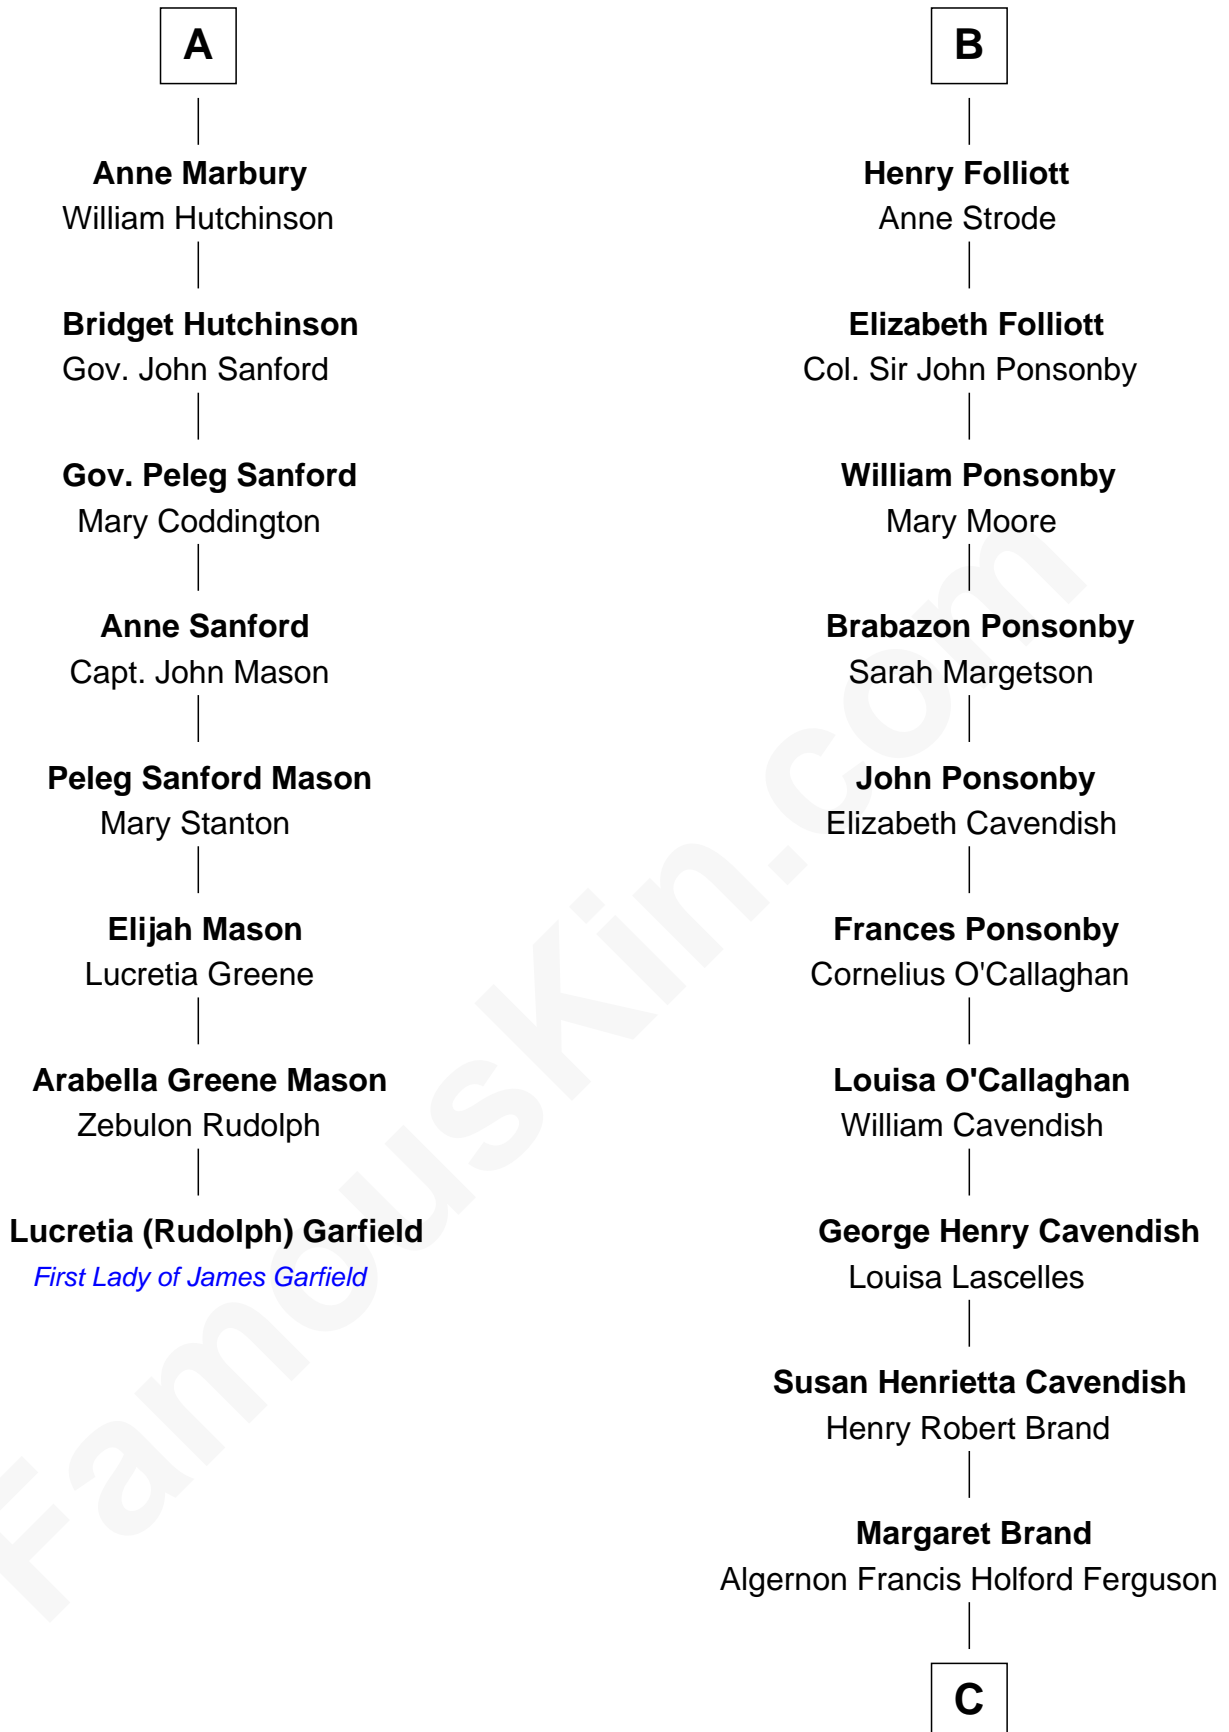 A
Anne Marbury
William Hutchinson
Bridget Hutchinson
Gov. John Sanford
Gov. Peleg Sanford
Mary Coddington
Anne Sanford
Capt. John Mason
Peleg Sanford Mason
Mary Stanton
Elijah Mason
Lucretia Greene
Arabella Greene Mason
Zebulon Rudolph
Lucretia (Rudolph) Garfield
First Lady of James Garfield
B
Henry Folliott
Anne Strode
Elizabeth Folliott
Col. Sir John Ponsonby
William Ponsonby
Mary Moore
Brabazon Ponsonby
Sarah Margetson
John Ponsonby
Elizabeth Cavendish
Frances Ponsonby
Cornelius O'Callaghan
Louisa O'Callaghan
William Cavendish
George Henry Cavendish
Louisa Lascelles
Susan Henrietta Cavendish
Henry Robert Brand
Margaret Brand
Algernon Francis Holford Ferguson
C
FamousKin.com